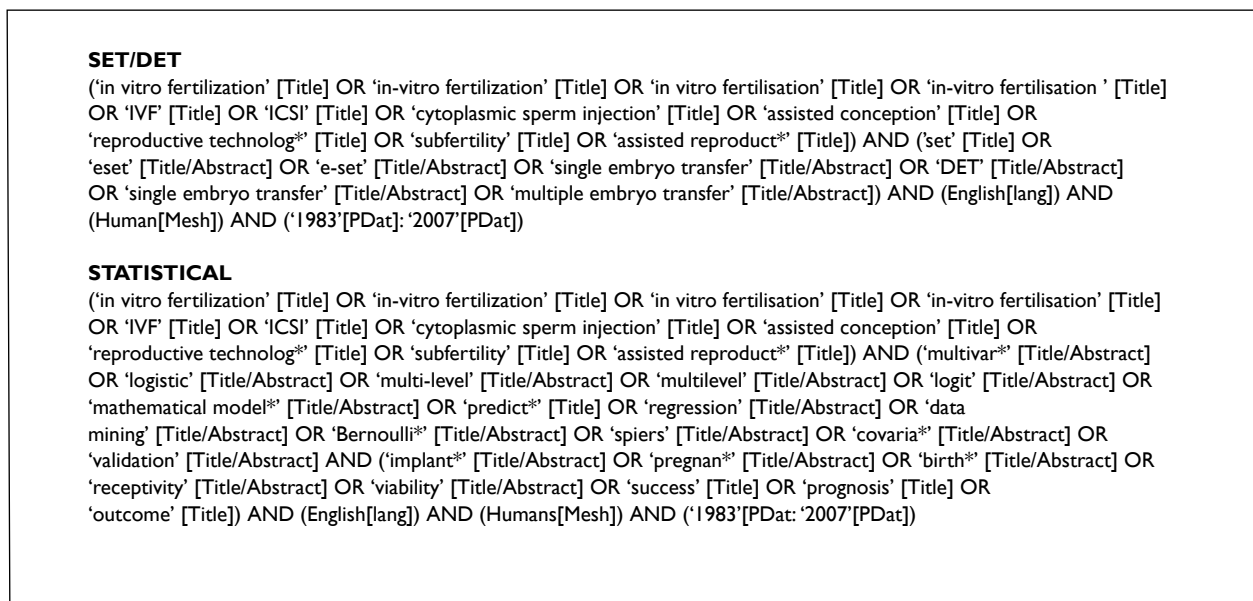 SET/DET
(‘in vitro fertilization’ [Title] OR ‘in-vitro fertilization’ [Title] OR ‘in vitro fertilisation’ [Title] OR ‘in-vitro fertilisation ’ [Title]
OR ‘IVF’ [Title] OR ‘ICSI’ [Title] OR ‘cytoplasmic sperm injection’ [Title] OR ‘assisted conception’ [Title] OR
‘reproductive technolog*’ [Title] OR ‘subfertility’ [Title] OR ‘assisted reproduct*’ [Title]) AND (’set’ [Title] OR
‘eset’ [Title/Abstract] OR ‘e-set’ [Title/Abstract] OR ‘single embryo transfer’ [Title/Abstract] OR ‘DET’ [Title/Abstract]
OR ‘single embryo transfer’ [Title/Abstract] OR ‘multiple embryo transfer’ [Title/Abstract]) AND (English[lang]) AND
(Human[Mesh]) AND (‘1983’[PDat]: ‘2007’[PDat])
STATISTICAL
(‘in vitro fertilization’ [Title] OR ‘in-vitro fertilization’ [Title] OR ‘in vitro fertilisation’ [Title] OR ‘in-vitro fertilisation’ [Title]
OR ‘IVF’ [Title] OR ‘ICSI’ [Title] OR ‘cytoplasmic sperm injection’ [Title] OR ‘assisted conception’ [Title] OR
‘reproductive technolog*’ [Title] OR ‘subfertility’ [Title] OR ‘assisted reproduct*’ [Title]) AND (‘multivar*’ [Title/Abstract]
OR ‘logistic’ [Title/Abstract] OR ‘multi-level’ [Title/Abstract] OR ‘multilevel’ [Title/Abstract] OR ‘logit’ [Title/Abstract] OR
‘mathematical model*’ [Title/Abstract] OR ‘predict*’ [Title] OR ‘regression’ [Title/Abstract] OR ‘data
mining’ [Title/Abstract] OR ‘Bernoulli*’ [Title/Abstract] OR ‘spiers’ [Title/Abstract] OR ‘covaria*’ [Title/Abstract] OR
‘validation’ [Title/Abstract] AND (‘implant*’ [Title/Abstract] OR ‘pregnan*’ [Title/Abstract] OR ‘birth*’ [Title/Abstract] OR
‘receptivity’ [Title/Abstract] OR ‘viability’ [Title/Abstract] OR ‘success’ [Title] OR ‘prognosis’ [Title] OR
‘outcome’ [Title]) AND (English[lang]) AND (Humans[Mesh]) AND (‘1983’[PDat: ‘2007’[PDat])